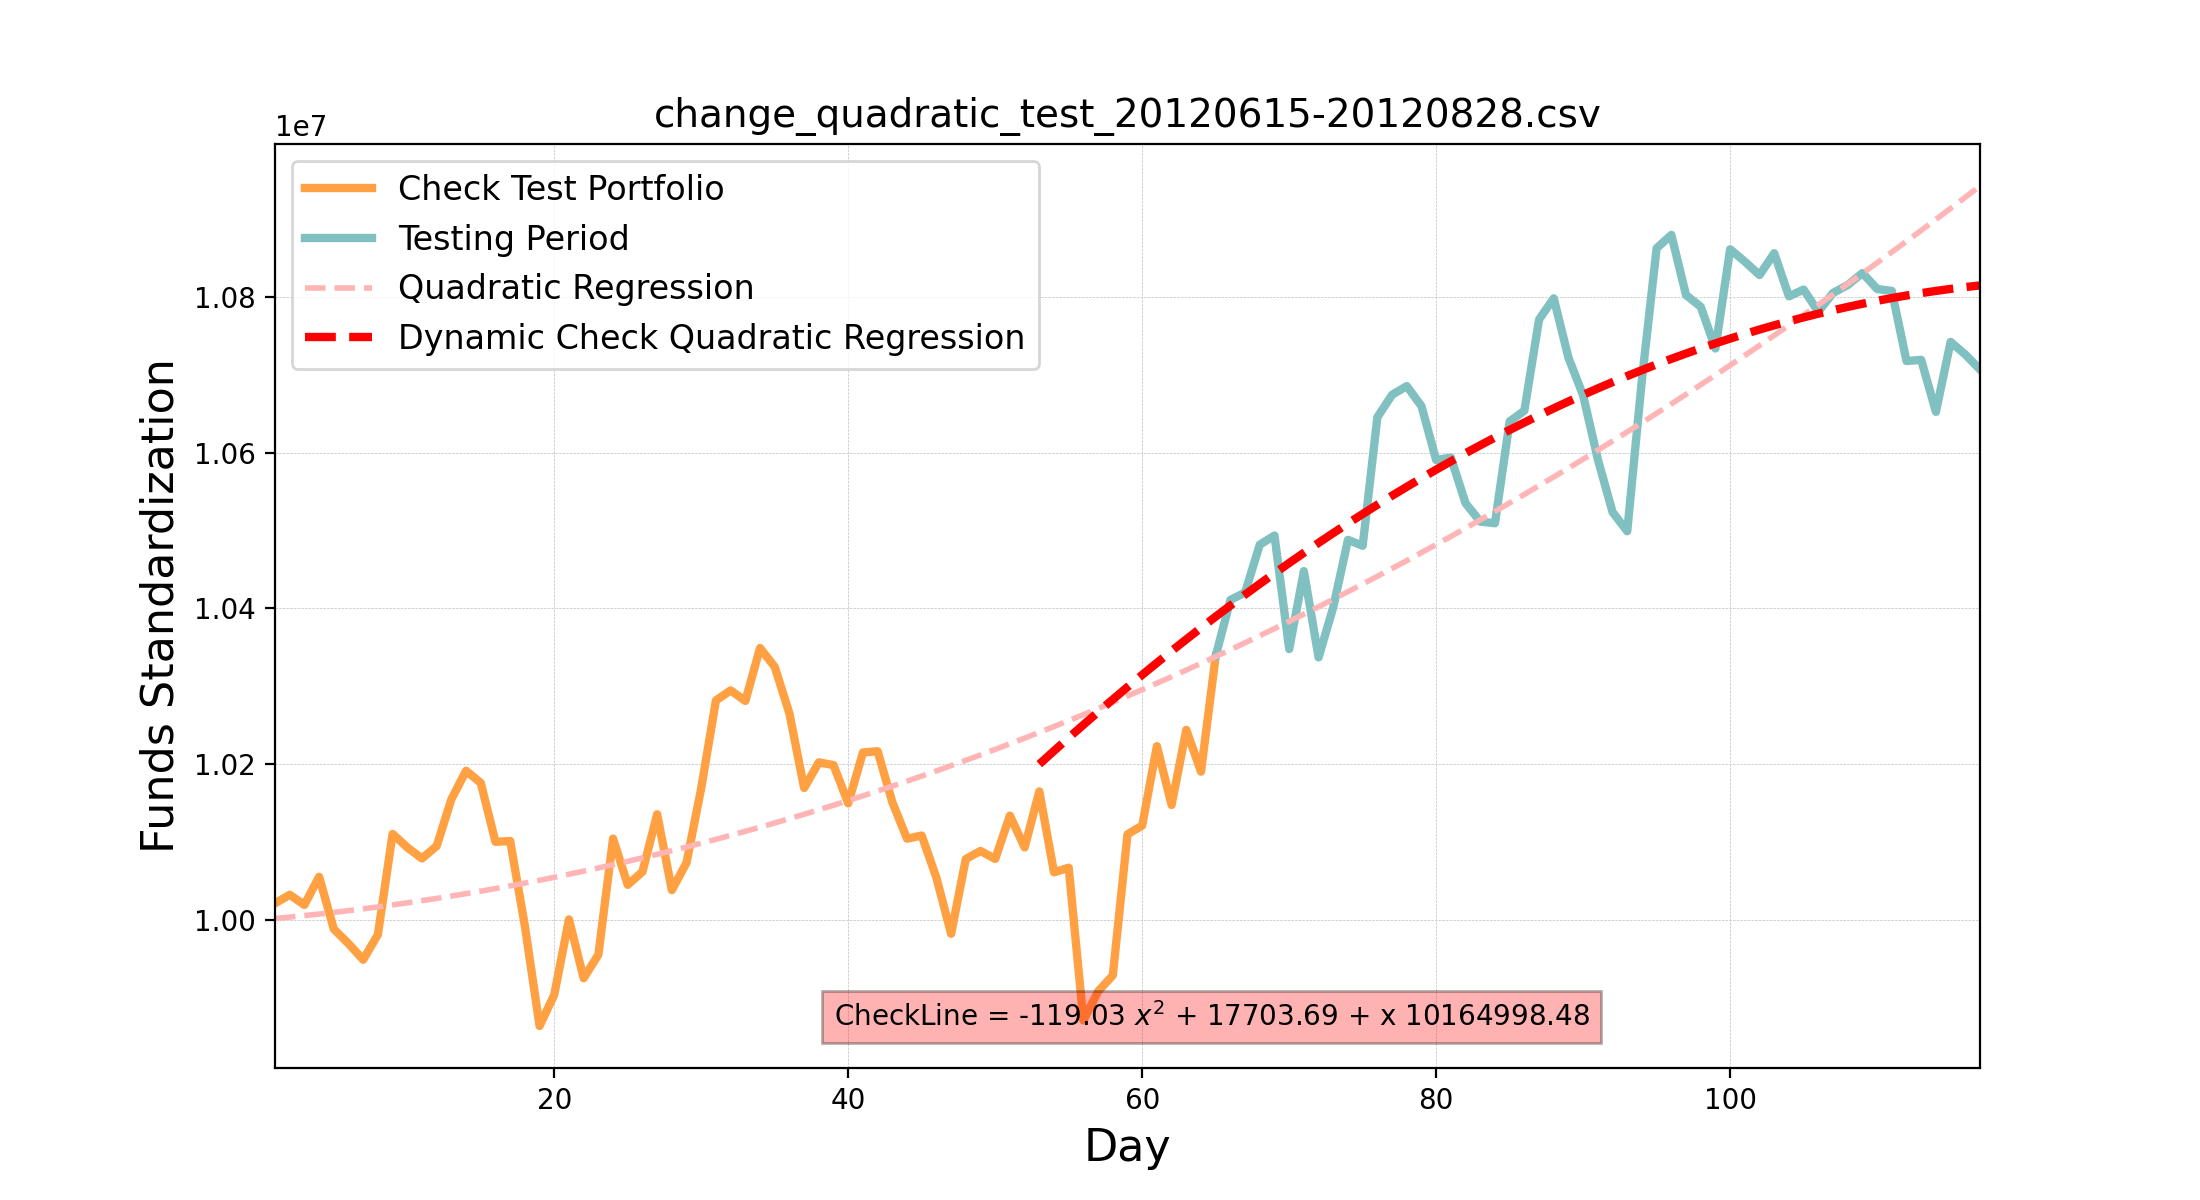 change_quadratic_test_20120615-20120828.csv
1e7
Check Test Portfolio
Testing Period
Quadratic Regression
Dynamic Check Quadratic Regression
Funds Standardization
1.08
1.06
1.04
1.02
1.00
CheckLine = -119.03 x² + 17703.69 + x 10164998.48
20 40 60 80 100
Day